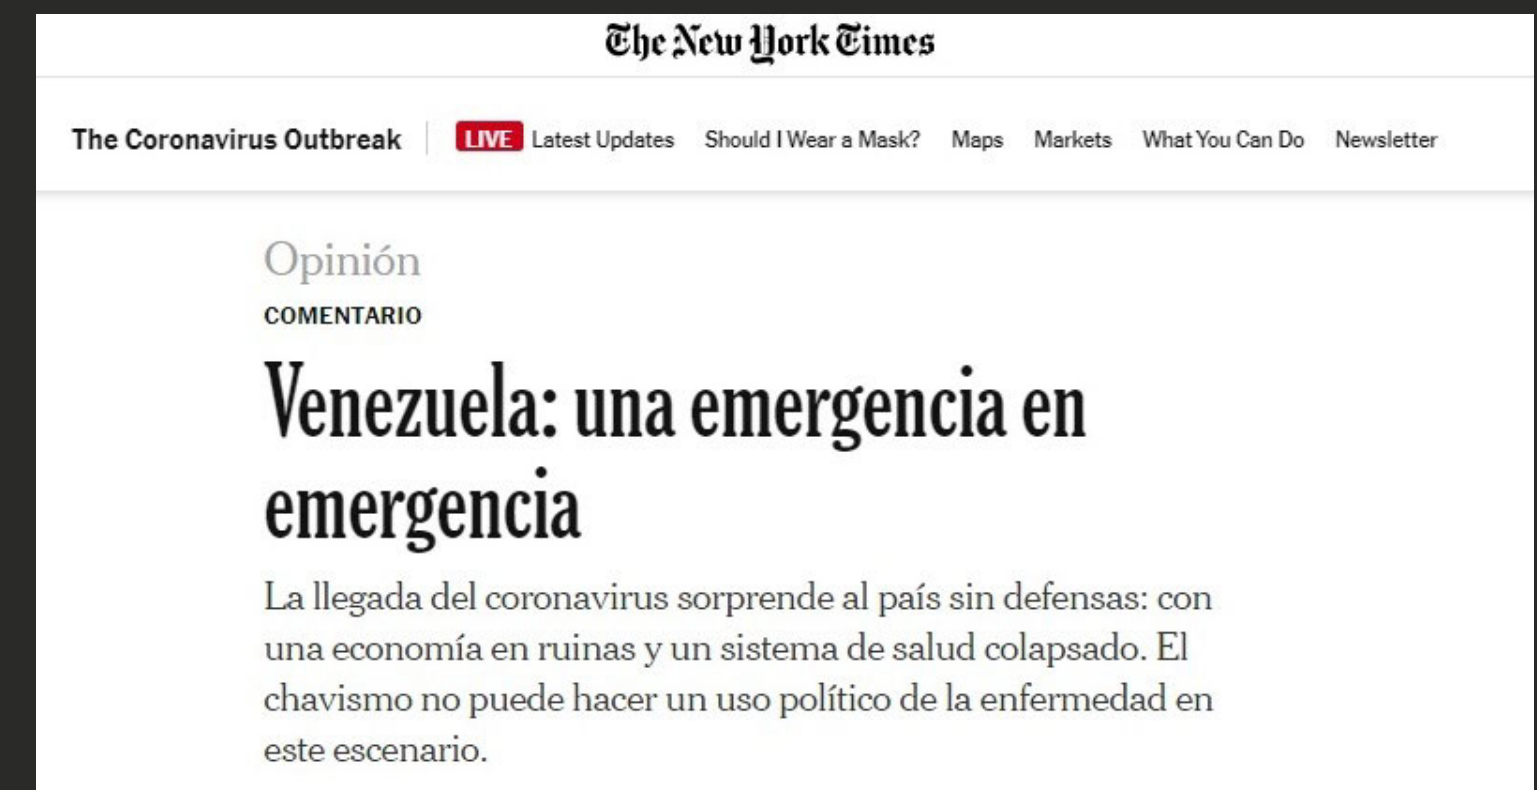 The New York Times
The Coronavirus Outbreak LIVE Latest Updates Should I Wear a Mask? Maps Markets What You Can Do Newsletter
Opinión
COMENTARIO
Venezuela: una emergencia en
emergencia
La llegada del coronavirus sorprende al país sin defensas: con
una economía en ruinas y un sistema de salud colapsado. El
chavismo no puede hacer un uso político de la enfermedad en
este escenario.